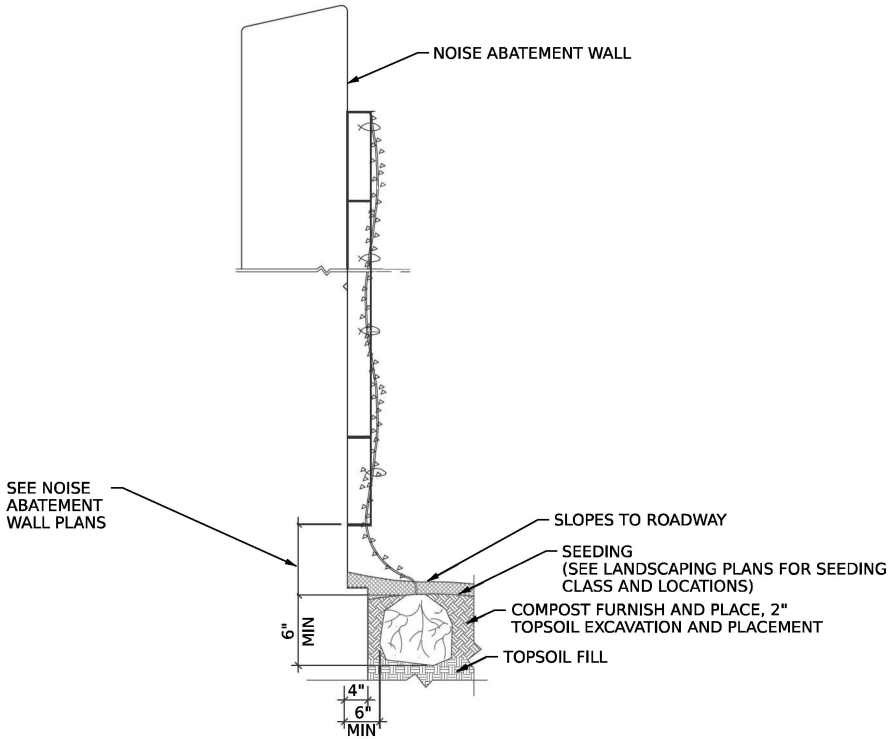 NOISE ABATEMENT WALL
SEE NOISE
ABATEMENT
WALL PLANS
SLOPES TO ROADWAY
SEEDING
(SEE LANDSCAPING PLANS FOR SEEDING
CLASS AND LOCATIONS)
COMPOST FURNISH AND PLACE, 2"
TOPSOIL EXCAVATION AND PLACEMENT
TOPSOIL FILL
6"
MIN
4"
6"
MIN